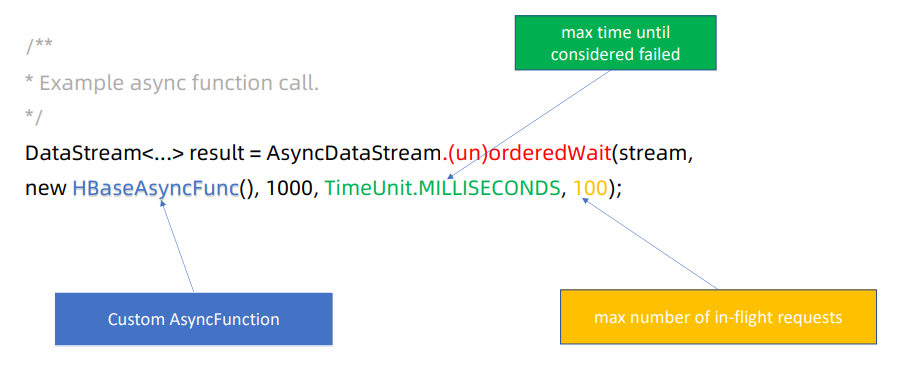 max time until
considered failed
/**
* Example async function call.
*/
DataStream<...> result = AsyncDataStream.(un)orderedWait(stream,
new HBaseAsyncFunc(), 1000, TimeUnit.MILLISECONDS, 100);
Custom AsyncFunction
max number of in-flight requests